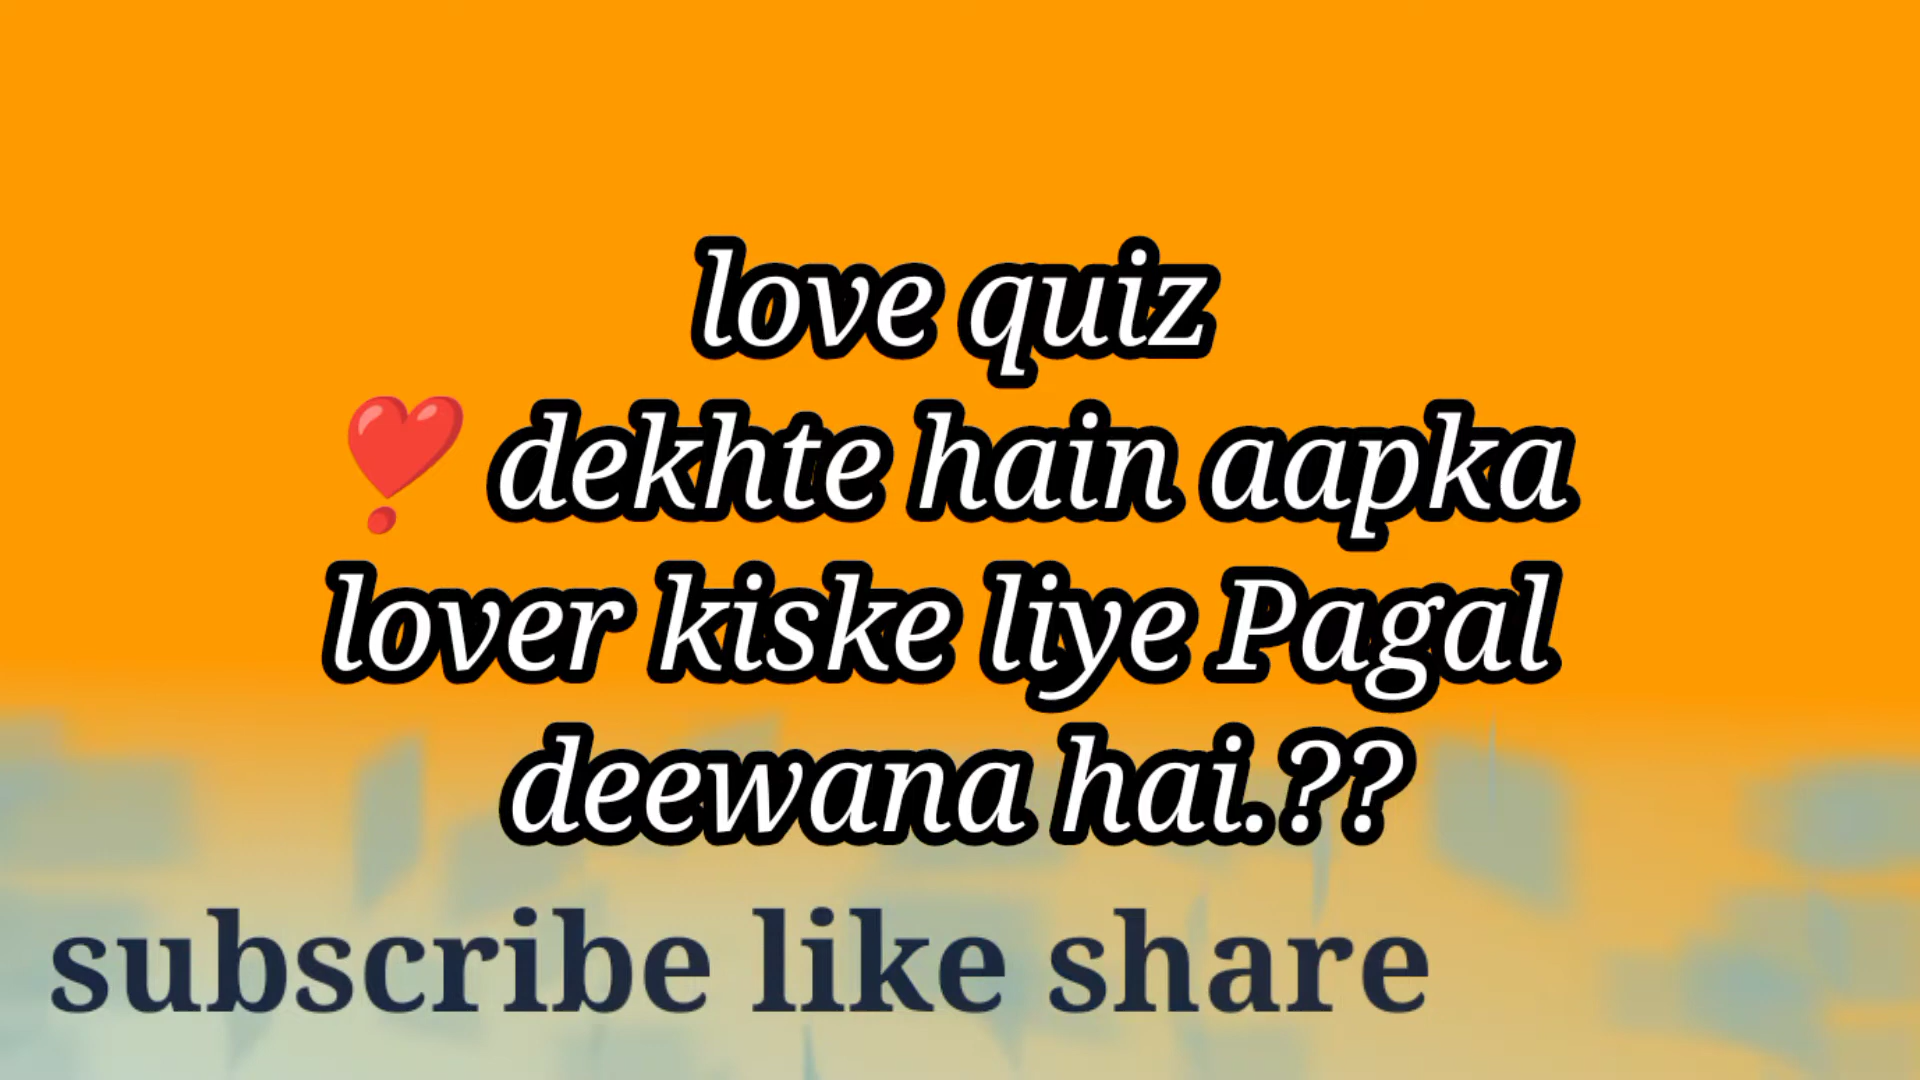 love quiz
❣️ dekhte hain aapka
lover kiske liye Pagal
deewana hai.??
subscribe like share